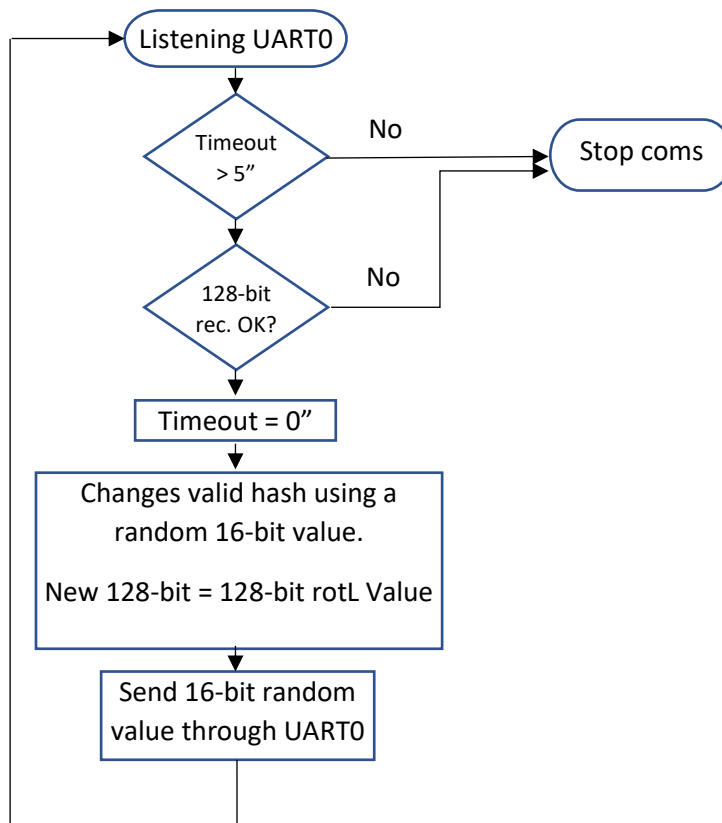 Listening UART0
Timeout
> 5”
No
Stop coms
128-bit
rec. OK?
No
Timeout = 0”
Changes valid hash using a
random 16-bit value.
New 128-bit = 128-bit rotL Value
Send 16-bit random
value through UART0